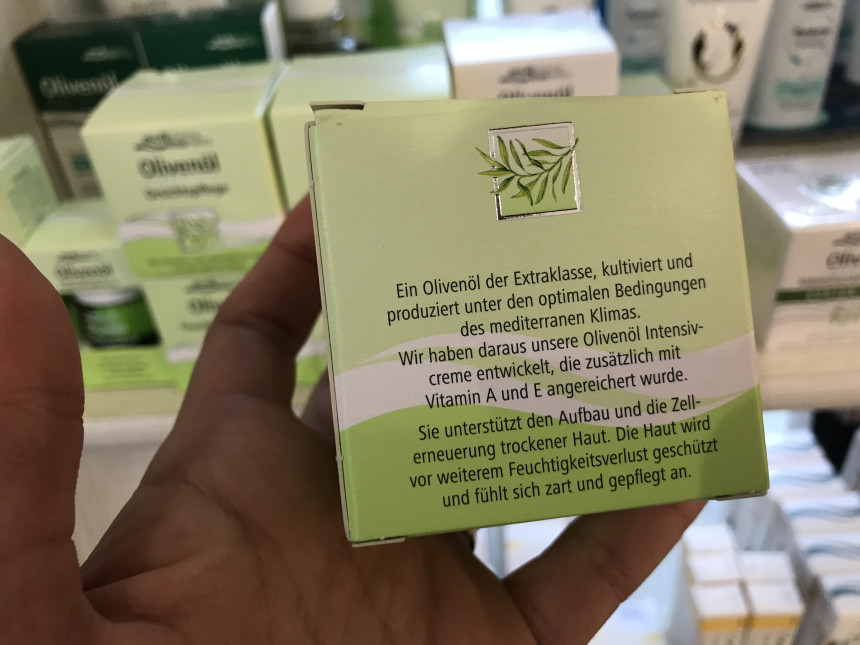 Olivenöl
Olivenöl
Gesichtspflege
Olivenöl
Ein Olivenöl der Extraklasse, kultiviert und
produziert unter den optimalen Bedingungen
des mediterranen Klimas.
Wir haben daraus unsere Olivenöl Intensiv-
creme entwickelt, die zusätzlich mit
Vitamin A und E angereichert wurde.
Sie unterstützt den Aufbau und die Zell-
erneuerung trockener Haut. Die Haut wird
vor weiterem Feuchtigkeitsverlust geschützt
und fühlt sich zart und gepflegt an.